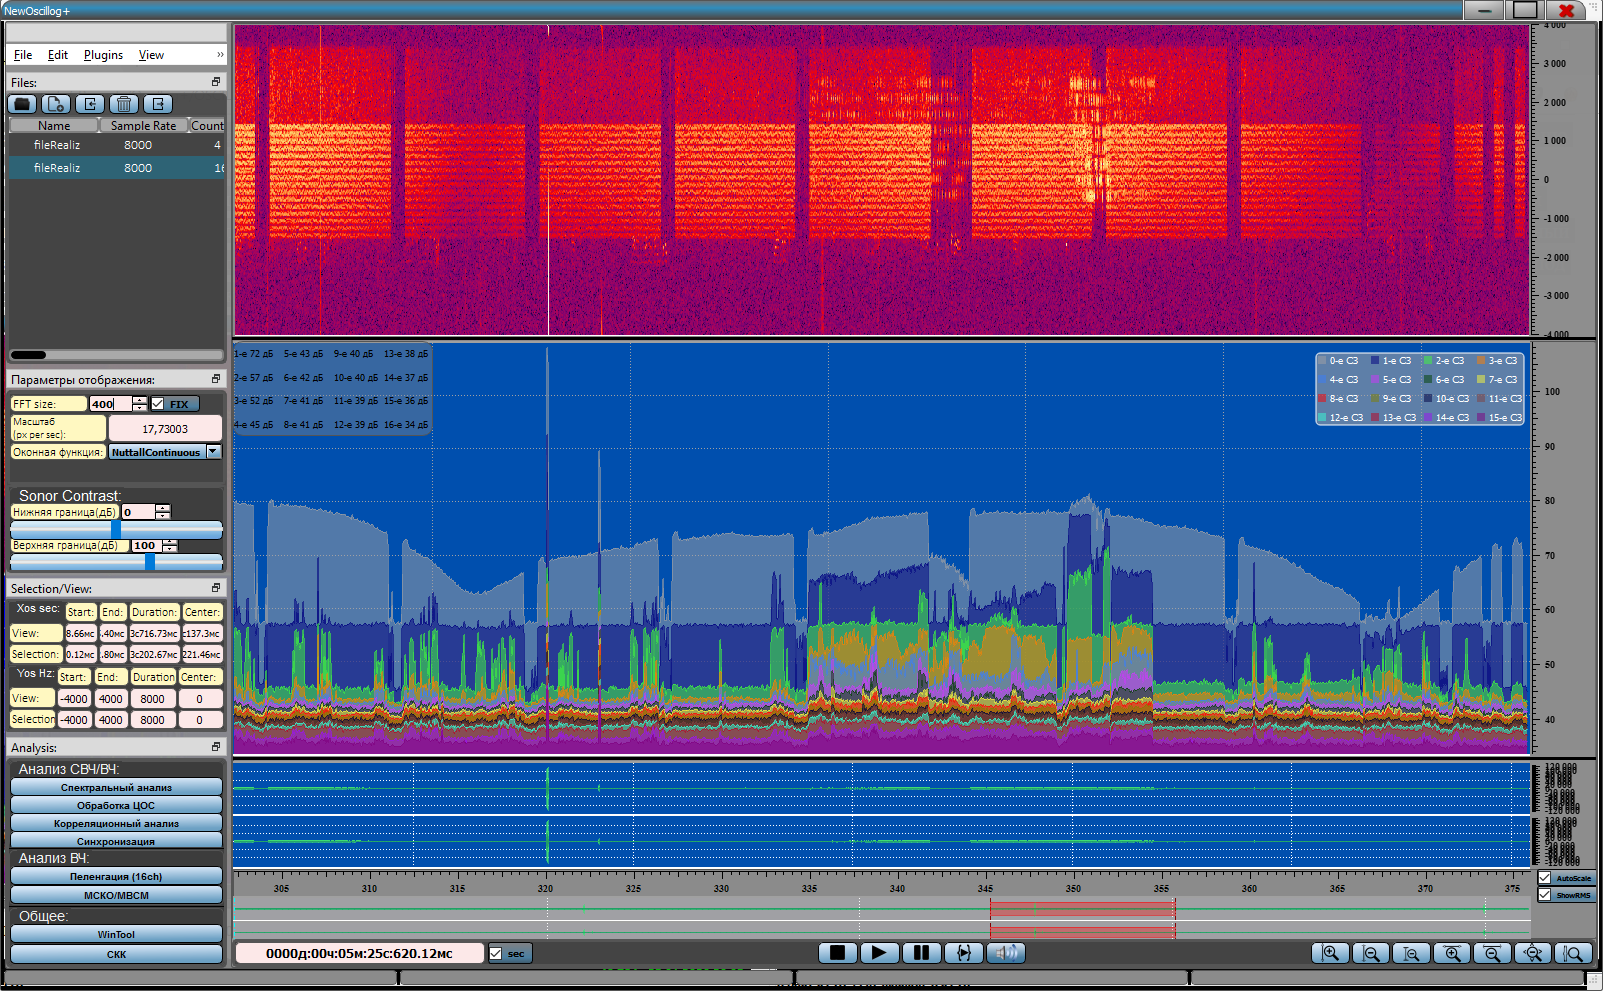 NewOscillog+
File Edit Plugins View »
Files:
Name Sample Rate Count
fileRealiz 8000 4
fileRealiz 8000 16
Параметры отображения:
FFT size: 400 FIX
Масштаб
(px per sec): 17,73003
Оконная функция: NuttallContinuous
Sonor Contrast:
Нижняя граница(дБ) 0
Верхняя граница(дБ) 100
Selection/View:
Xos sec: Start: End: Duration: Center:
View: 8.66мс .40мс 3с716.73мс с137.3мс
Selection: 0.12мс .80мс 3с202.67мс 221.46мс
Yos Hz: Start: End: Duration Center:
View: -4000 4000 8000 0
Selection -4000 4000 8000 0
Analysis:
Анализ СВЧ/ВЧ:
Спектральный анализ
Обработка ЦОС
Корреляционный анализ
Синхронизация
Анализ ВЧ:
Пеленгация (16ch)
МСКО/МВСМ
Общее:
WinTool
СКК
4 000
3 000
2 000
1 000
0
-1 000
-2 000
-3 000
-4 000
1-е 72 дБ 5-е 43 дБ 9-е 40 дБ 13-е 38 дБ
2-е 57 дБ 6-е 42 дБ 10-е 40 дБ 14-е 37 дБ
3-е 52 дБ 7-е 41 дБ 11-е 39 дБ 15-е 36 дБ
4-е 45 дБ 8-е 41 дБ 12-е 39 дБ 16-е 34 дБ
0-е СЗ 1-е СЗ 2-е СЗ 3-е СЗ
4-е СЗ 5-е СЗ 6-е СЗ 7-е СЗ
8-е СЗ 9-е СЗ 10-е СЗ 11-е СЗ
12-е СЗ 13-е СЗ 14-е СЗ 15-е СЗ
100
90
80
70
60
50
40
305 310 315 320 325 330 335 340 345 350 355 360 365 370 375
AutoScale
ShowRMS
0000д:00ч:05м:25с:620.12мс sec